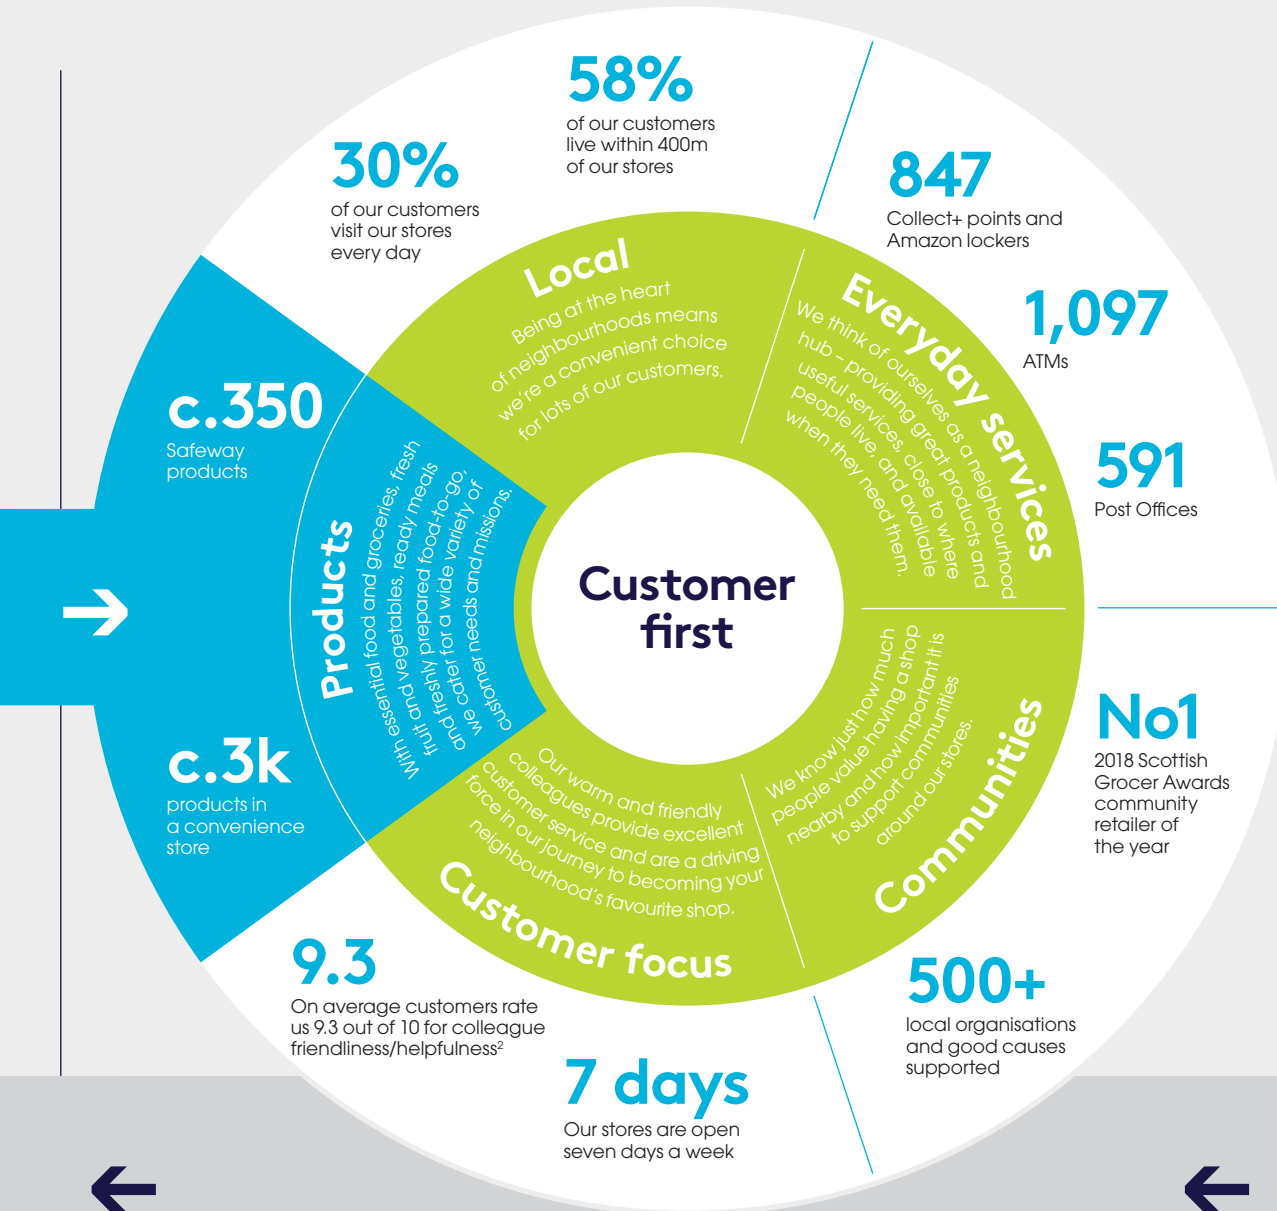 58%
of our customers
live within 400m
of our stores
30%
of our customers
visit our stores
every day
847
Collect+ points and
Amazon lockers
1,097
ATMs
591
Post Offices
c.350
Safeway
products
c.3k
products in
a convenience
store
Local
Being at the heart
of neighbourhoods means
we're a convenient choice
for lots of our customers.
Everyday services
We think of ourselves as a neighbourhood
hub – providing great products and
useful services, close to where
people live, and available
when they need them.
Products
With essential food and groceries, fresh
fruit and vegetables, ready meals
and freshly prepared food-to-go,
we cater for a wide variety of
customer needs and missions.
Customer
first
Communities
We know just how much
people value having a shop
nearby and how important it is
to support communities
around our stores.
Customer focus
Our warm and friendly
colleagues provide excellent
customer service and are a driving
force in our journey to becoming your
neighbourhood's favourite shop.
No1
2018 Scottish
Grocer Awards
community
retailer of
the year
9.3
On average customers rate
us 9.3 out of 10 for colleague
friendliness/helpfulness²
7 days
Our stores are open
seven days a week
500+
local organisations
and good causes
supported